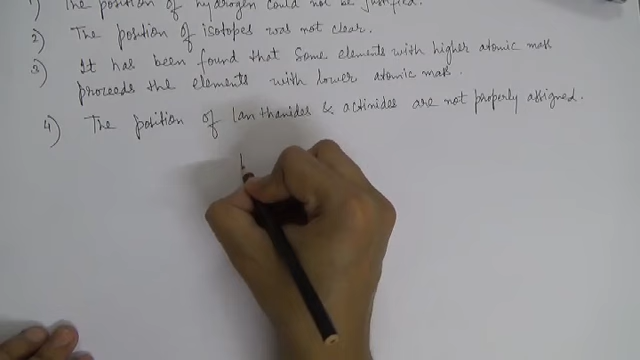 1) The position of hydrogen could not be justified.
2) The position of isotopes was not clear.
3) It has been found that some elements with higher atomic mass
proceeds the elements with lower atomic mass.
4) The position of lanthanides & actinides are not properly assigned.